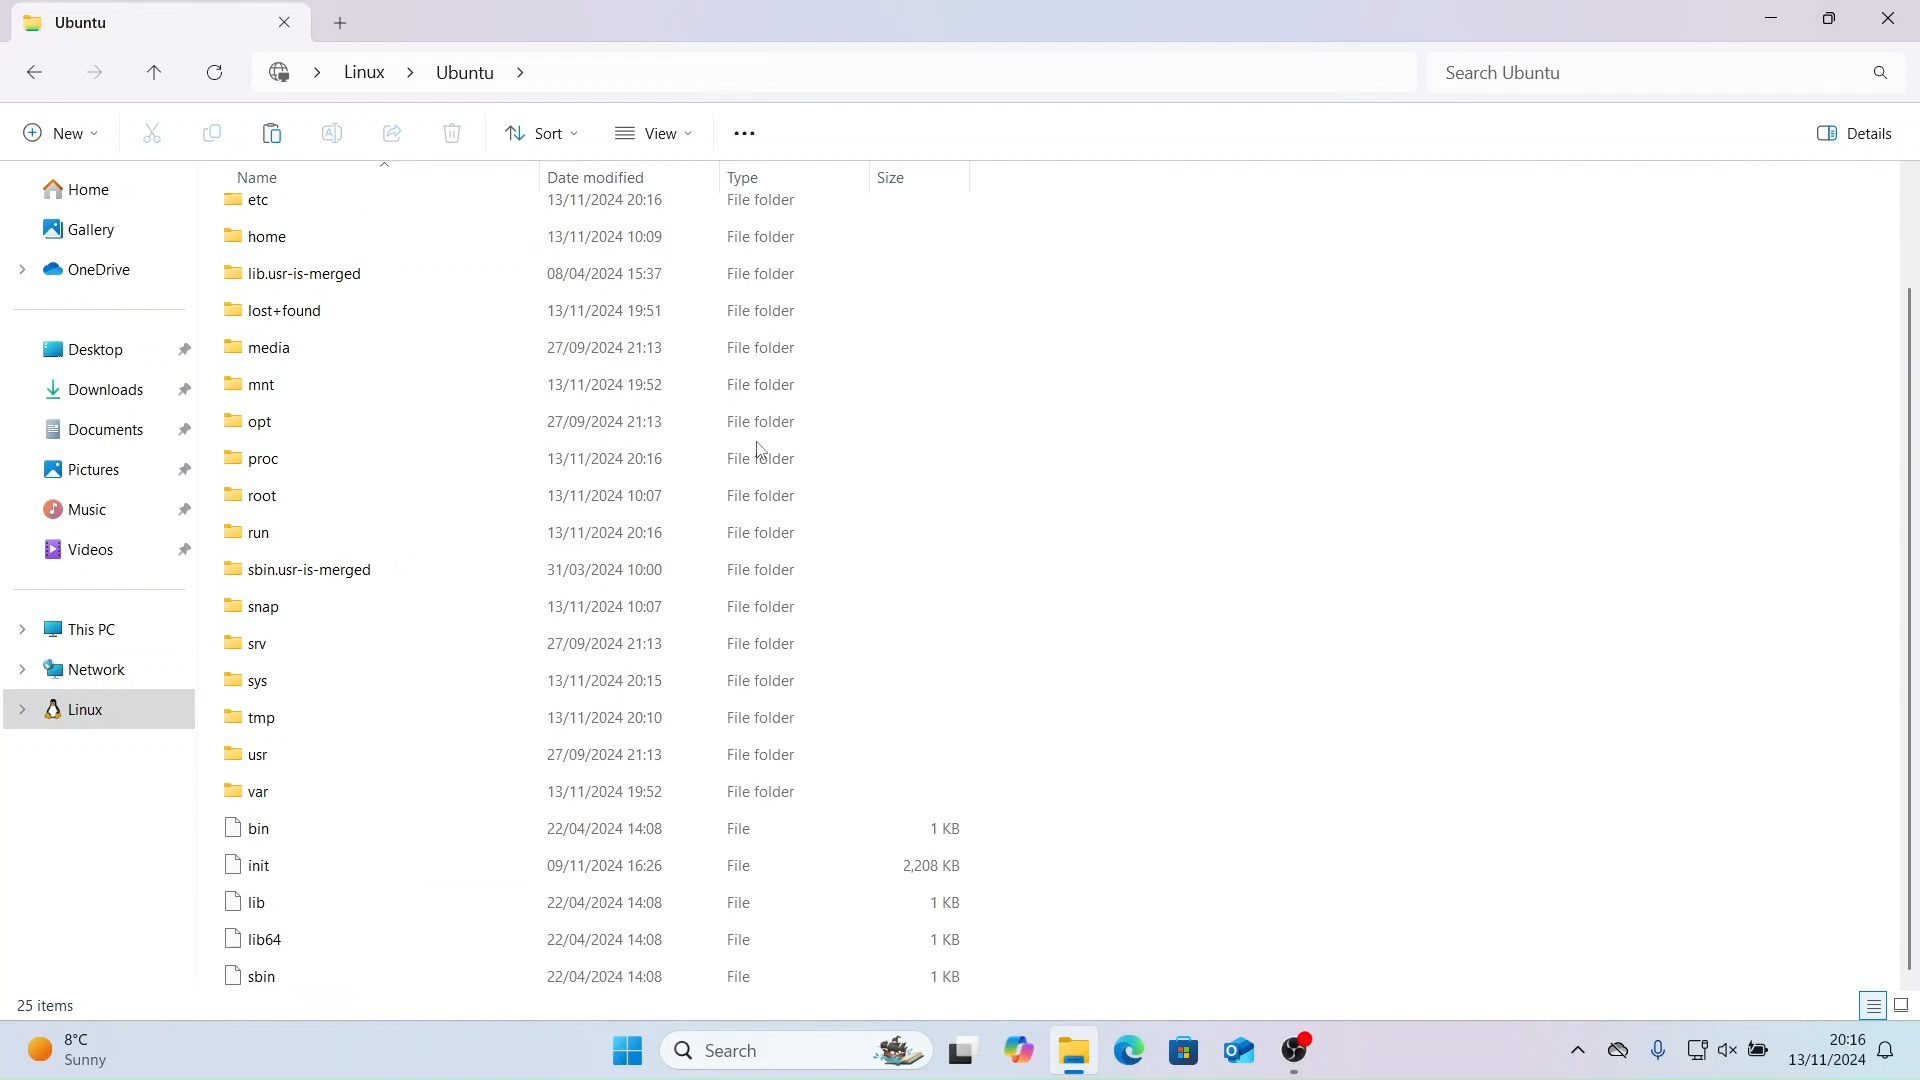 Ubuntu
Linux > Ubuntu >
Search Ubuntu
New
Sort
View
Details
Name Date modified Type Size
Home
Gallery
OneDrive
Desktop
Downloads
Documents
Pictures
Music
Videos
This PC
Network
Linux
etc 13/11/2024 20:16 File folder
home 13/11/2024 10:09 File folder
lib.usr-is-merged 08/04/2024 15:37 File folder
lost+found 13/11/2024 19:51 File folder
media 27/09/2024 21:13 File folder
mnt 13/11/2024 19:52 File folder
opt 27/09/2024 21:13 File folder
proc 13/11/2024 20:16 File folder
root 13/11/2024 10:07 File folder
run 13/11/2024 20:16 File folder
sbin.usr-is-merged 31/03/2024 10:00 File folder
snap 13/11/2024 10:07 File folder
srv 27/09/2024 21:13 File folder
sys 13/11/2024 20:15 File folder
tmp 13/11/2024 20:10 File folder
usr 27/09/2024 21:13 File folder
var 13/11/2024 19:52 File folder
bin 22/04/2024 14:08 File 1 KB
init 09/11/2024 16:26 File 2,208 KB
lib 22/04/2024 14:08 File 1 KB
lib64 22/04/2024 14:08 File 1 KB
sbin 22/04/2024 14:08 File 1 KB
25 items
8°C
Sunny
Search
20:16
13/11/2024